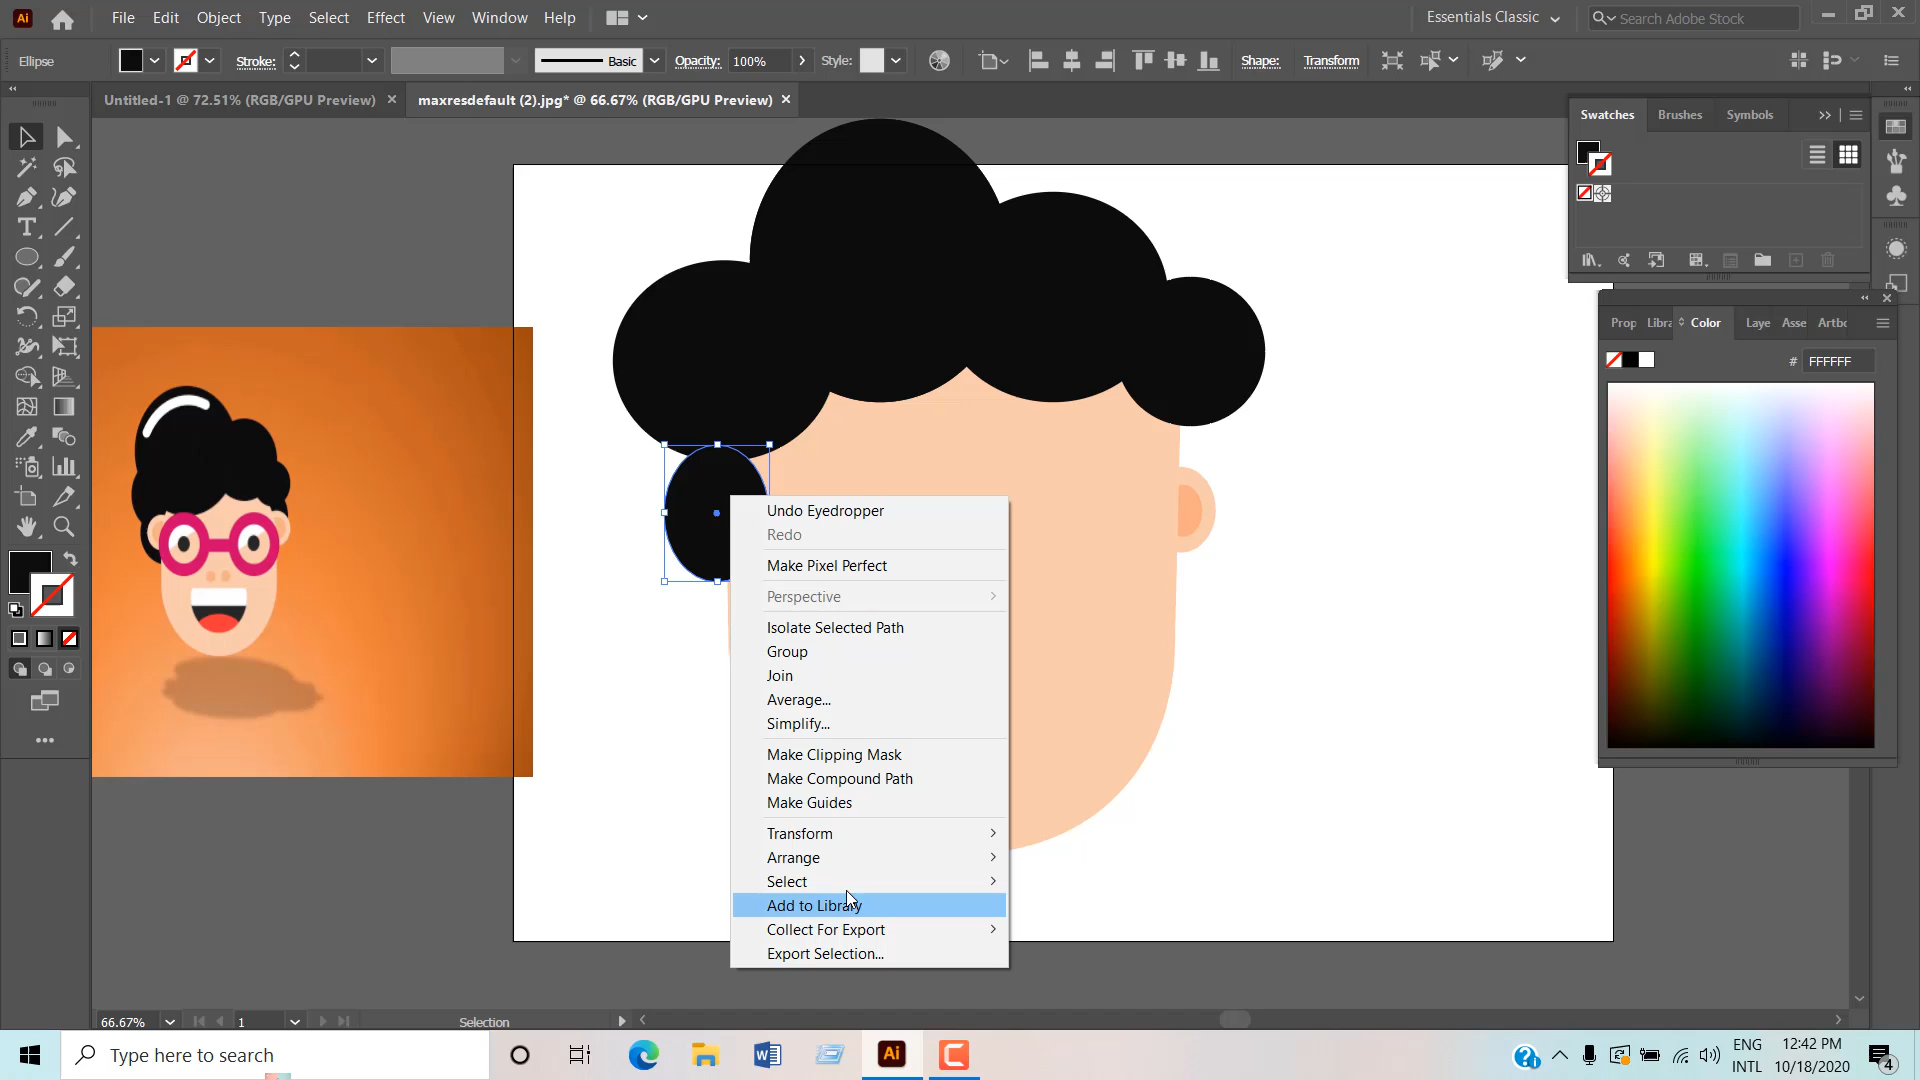 Ai File Edit Object Type Select Effect View Window Help Essentials Classic Search Adobe Stock
Ellipse Stroke: Basic Opacity: 100% Style: Shape: Transform
Untitled-1 @ 72.51% (RGB/GPU Preview) × maxresdefault (2).jpg* @ 66.67% (RGB/GPU Preview) ×
Swatches Brushes Symbols
Prop Libra Color Laye Asse Artbo
# FFFFFF
Undo Eyedropper
Redo
Make Pixel Perfect
Perspective
Isolate Selected Path
Group
Join
Average...
Simplify...
Make Clipping Mask
Make Compound Path
Make Guides
Transform
Arrange
Select
Add to Library
Collect For Export
Export Selection...
66.67% 1 Selection
Type here to search
Ai
ENG
INTL
12:42 PM
10/18/2020
4